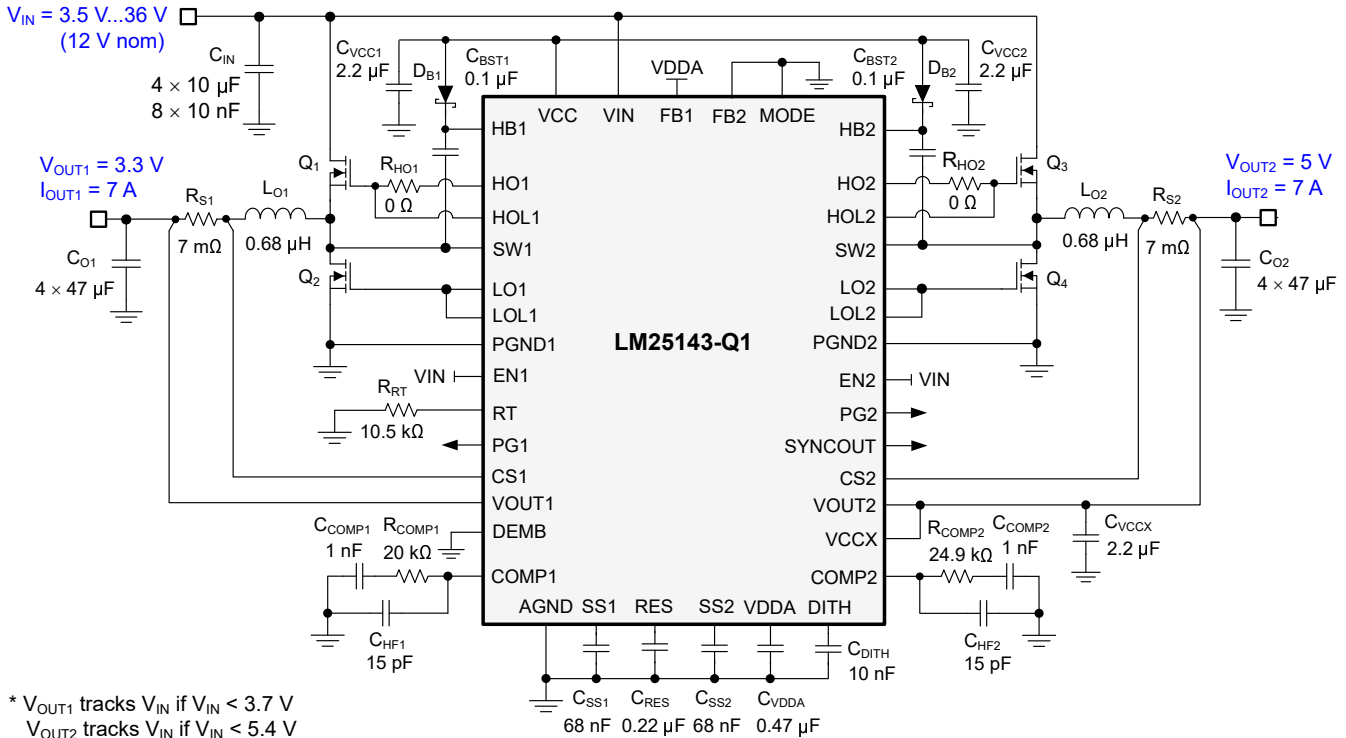 V_IN = 3.5 V...36 V
(12 V nom)
C_IN
4 × 10 µF
8 × 10 nF
C_VCC1
2.2 µF
D_B1
C_BST1
0.1 µF
VDDA
C_BST2
0.1 µF
D_B2
C_VCC2
2.2 µF
VCC
VIN
FB1
FB2
MODE
HB1
HB2
V_OUT1 = 3.3 V
I_OUT1 = 7 A
Q_1
R_HO1
0 Ω
HO1
HOL1
HO2
HOL2
R_HO2
0 Ω
Q_3
V_OUT2 = 5 V
I_OUT2 = 7 A
R_S1
7 mΩ
L_O1
0.68 µH
SW1
SW2
L_O2
0.68 µH
R_S2
7 mΩ
C_O1
4 × 47 µF
Q_2
LO1
LOL1
LO2
LOL2
Q_4
C_O2
4 × 47 µF
PGND1
LM25143-Q1
PGND2
VIN
EN1
EN2
VIN
R_RT
10.5 kΩ
RT
PG2
PG1
SYNCOUT
CS1
CS2
VOUT1
VOUT2
DEMB
VCCX
C_VCCX
2.2 µF
C_COMP1
1 nF
R_COMP1
20 kΩ
COMP1
COMP2
R_COMP2
24.9 kΩ
C_COMP2
1 nF
C_HF1
15 pF
AGND
SS1
RES
SS2
VDDA
DITH
C_HF2
15 pF
C_DITH
10 nF
C_SS1
68 nF
C_RES
0.22 µF
C_SS2
68 nF
C_VDDA
0.47 µF
* V_OUT1 tracks V_IN if V_IN < 3.7 V
V_OUT2 tracks V_IN if V_IN < 5.4 V